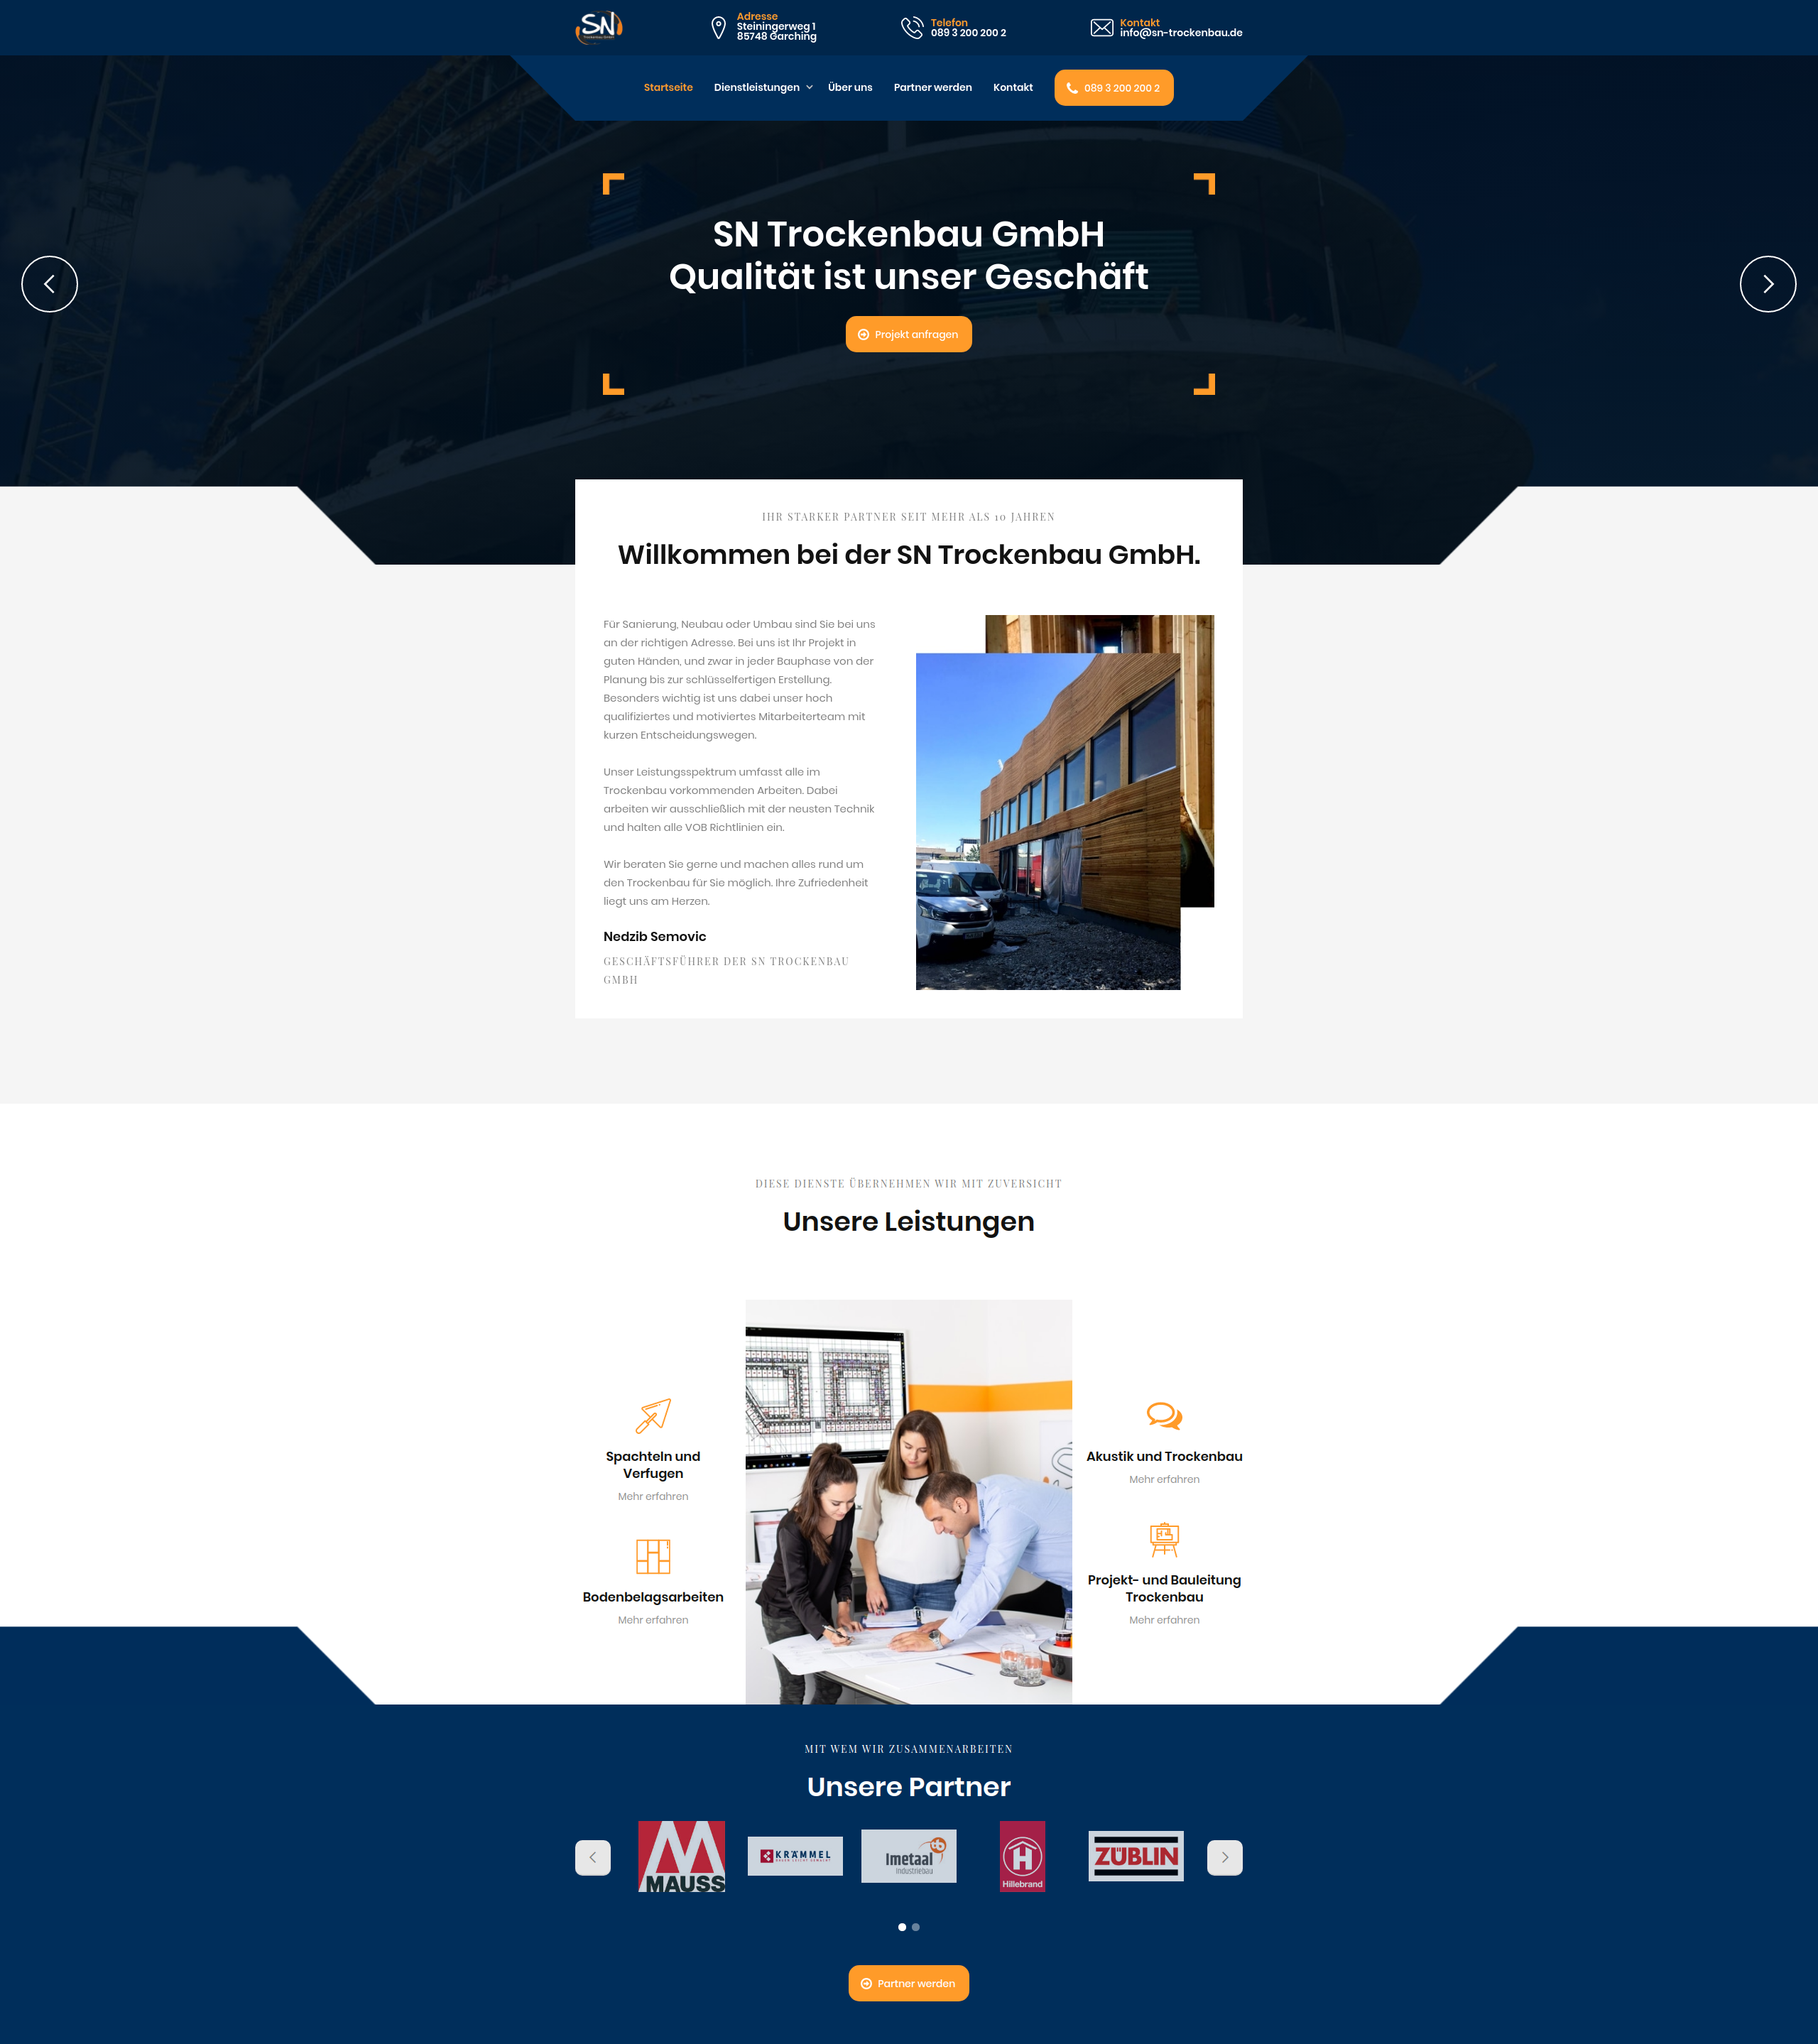 SN
Trockenbau GmbH
Adresse
Steiningerweg 1
85748 Garching
Telefon
089 3 200 200 2
Kontakt
info@sn-trockenbau.de
Startseite
Dienstleistungen
Über uns
Partner werden
Kontakt
089 3 200 200 2
SN Trockenbau GmbH
Qualität ist unser Geschäft
Projekt anfragen
IHR STARKER PARTNER SEIT MEHR ALS 10 JAHREN
Willkommen bei der SN Trockenbau GmbH.
Für Sanierung, Neubau oder Umbau sind Sie bei uns
an der richtigen Adresse. Bei uns ist Ihr Projekt in
guten Händen, und zwar in jeder Bauphase von der
Planung bis zur schlüsselfertigen Erstellung.
Besonders wichtig ist uns dabei unser hoch
qualifiziertes und motiviertes Mitarbeiterteam mit
kurzen Entscheidungswegen.
Unser Leistungsspektrum umfasst alle im
Trockenbau vorkommenden Arbeiten. Dabei
arbeiten wir ausschließlich mit der neusten Technik
und halten alle VOB Richtlinien ein.
Wir beraten Sie gerne und machen alles rund um
den Trockenbau für Sie möglich. Ihre Zufriedenheit
liegt uns am Herzen.
Nedzib Semovic
GESCHÄFTSFÜHRER DER SN TROCKENBAU
GMBH
DIESE DIENSTE ÜBERNEHMEN WIR MIT ZUVERSICHT
Unsere Leistungen
Spachteln und
Verfugen
Mehr erfahren
Bodenbelagsarbeiten
Mehr erfahren
Akustik und Trockenbau
Mehr erfahren
Projekt- und Bauleitung
Trockenbau
Mehr erfahren
MIT WEM WIR ZUSAMMENARBEITEN
Unsere Partner
MAUSS
KRÄMMEL
BAUEN LEICHT GEMACHT
Imetaal
Industriebau
Hillebrand
ZÜBLIN
Partner werden